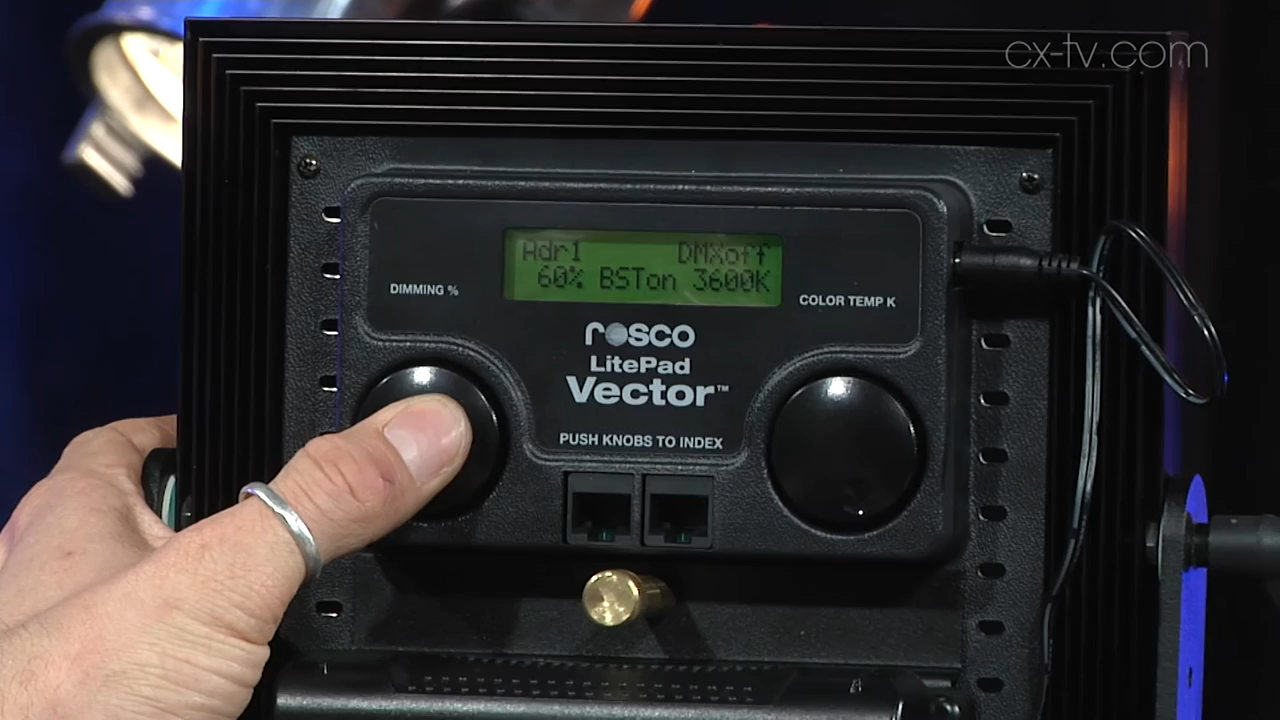 cx-tv.com
Adr1 DMXoff
60% BSTon 3600K
DIMMING %
COLOR TEMP K
rosco
LitePad
Vector™
PUSH KNOBS TO INDEX